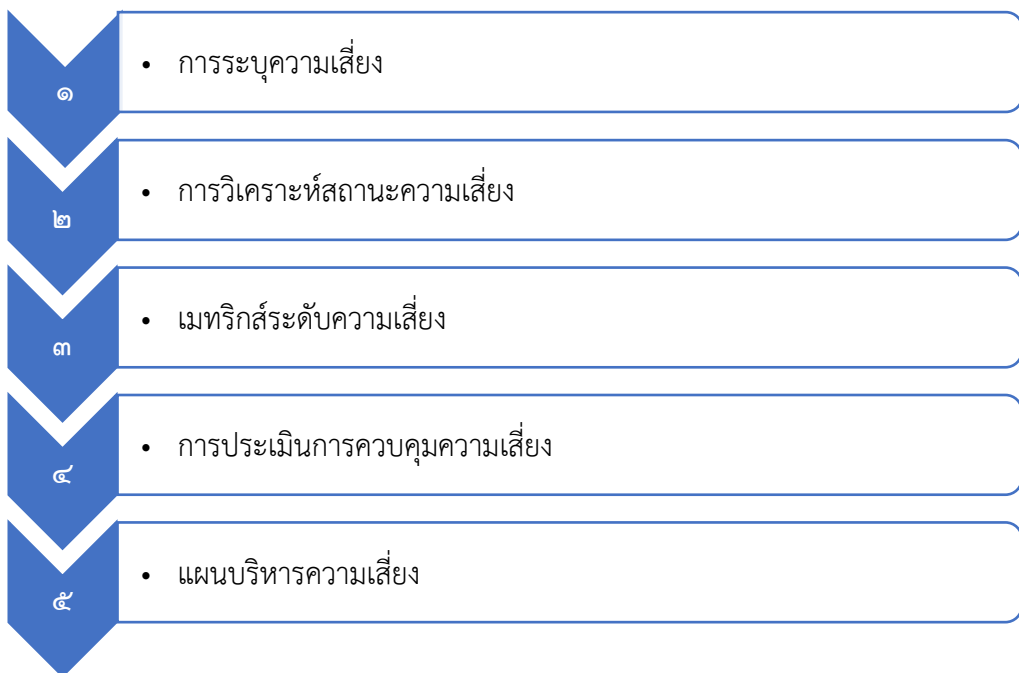 ๑
• การระบุความเสี่ยง
๒
• การวิเคราะห์สถานะความเสี่ยง
๓
• เมทริกส์ระดับความเสี่ยง
๔
• การประเมินการควบคุมความเสี่ยง
๕
• แผนบริหารความเสี่ยง